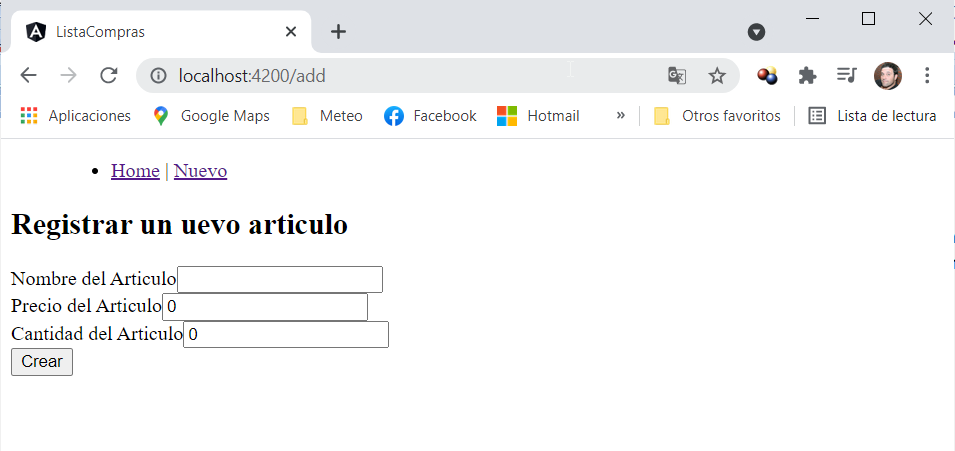 ListaCompras
localhost:4200/add
Aplicaciones Google Maps Meteo Facebook Hotmail » Otros favoritos Lista de lectura
Home | Nuevo
Registrar un uevo articulo
Nombre del Articulo
Precio del Articulo 0
Cantidad del Articulo 0
Crear